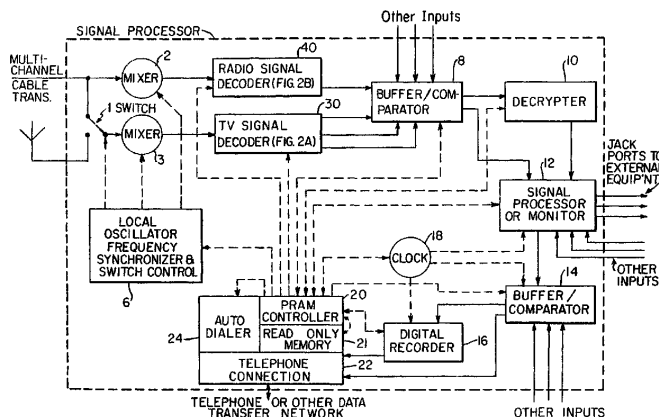 Other Inputs
SIGNAL PROCESSOR
MULTI-
CHANNEL
CABLE
TRANS.
2
MIXER
40
RADIO SIGNAL
DECODER (FIG. 2B)
8
BUFFER/COM-
PARATOR
10
DECRYPTER
1 SWITCH
MIXER
3
30
TV SIGNAL
DECODER (FIG. 2A)
JACK
PORTS TO
EXTERNAL
EQUIP'NT
12
SIGNAL
PROCESSOR
OR MONITOR
LOCAL
OSCILLATOR
FREQUENCY
SYNCHRONIZER &
SWITCH CONTROL
6
18
CLOCK
OTHER
INPUTS
14
BUFFER/
COMPARATOR
20
PRAM
CONTROLLER
AUTO
DIALER
24
READ ONLY
MEMORY
21
DIGITAL
RECORDER
16
22
TELEPHONE
CONNECTION
TELEPHONE OR OTHER DATA
TRANSFER NETWORK
OTHER INPUTS